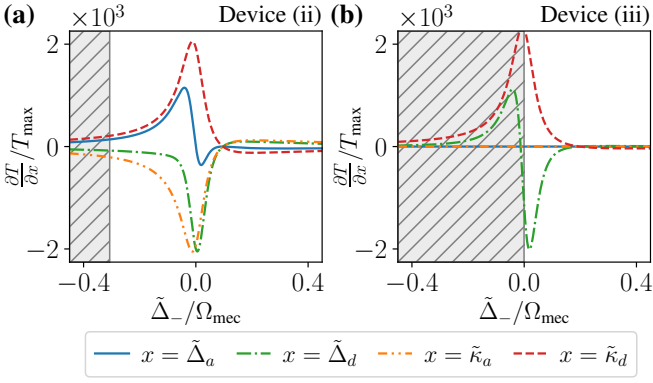 (a) ×10³ Device (ii)
2
0
−2
∂T/∂x /T_max
−0.4 0.0 0.4
Δ̃₋/Ω_mec
(b) ×10³ Device (iii)
2
0
−2
∂T/∂x /T_max
−0.4 0.0 0.4
Δ̃₋/Ω_mec
x = Δ̃_a x = Δ̃_d x = κ̃_a x = κ̃_d